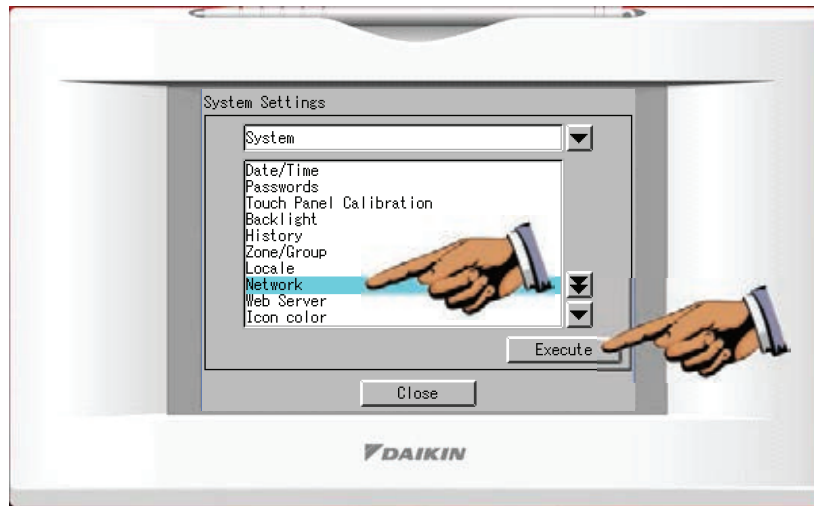 System Settings
System
Date/Time
Passwords
Touch Panel Calibration
Backlight
History
Zone/Group
Locale
Network
Web Server
Icon color
Execute
Close
DAIKIN